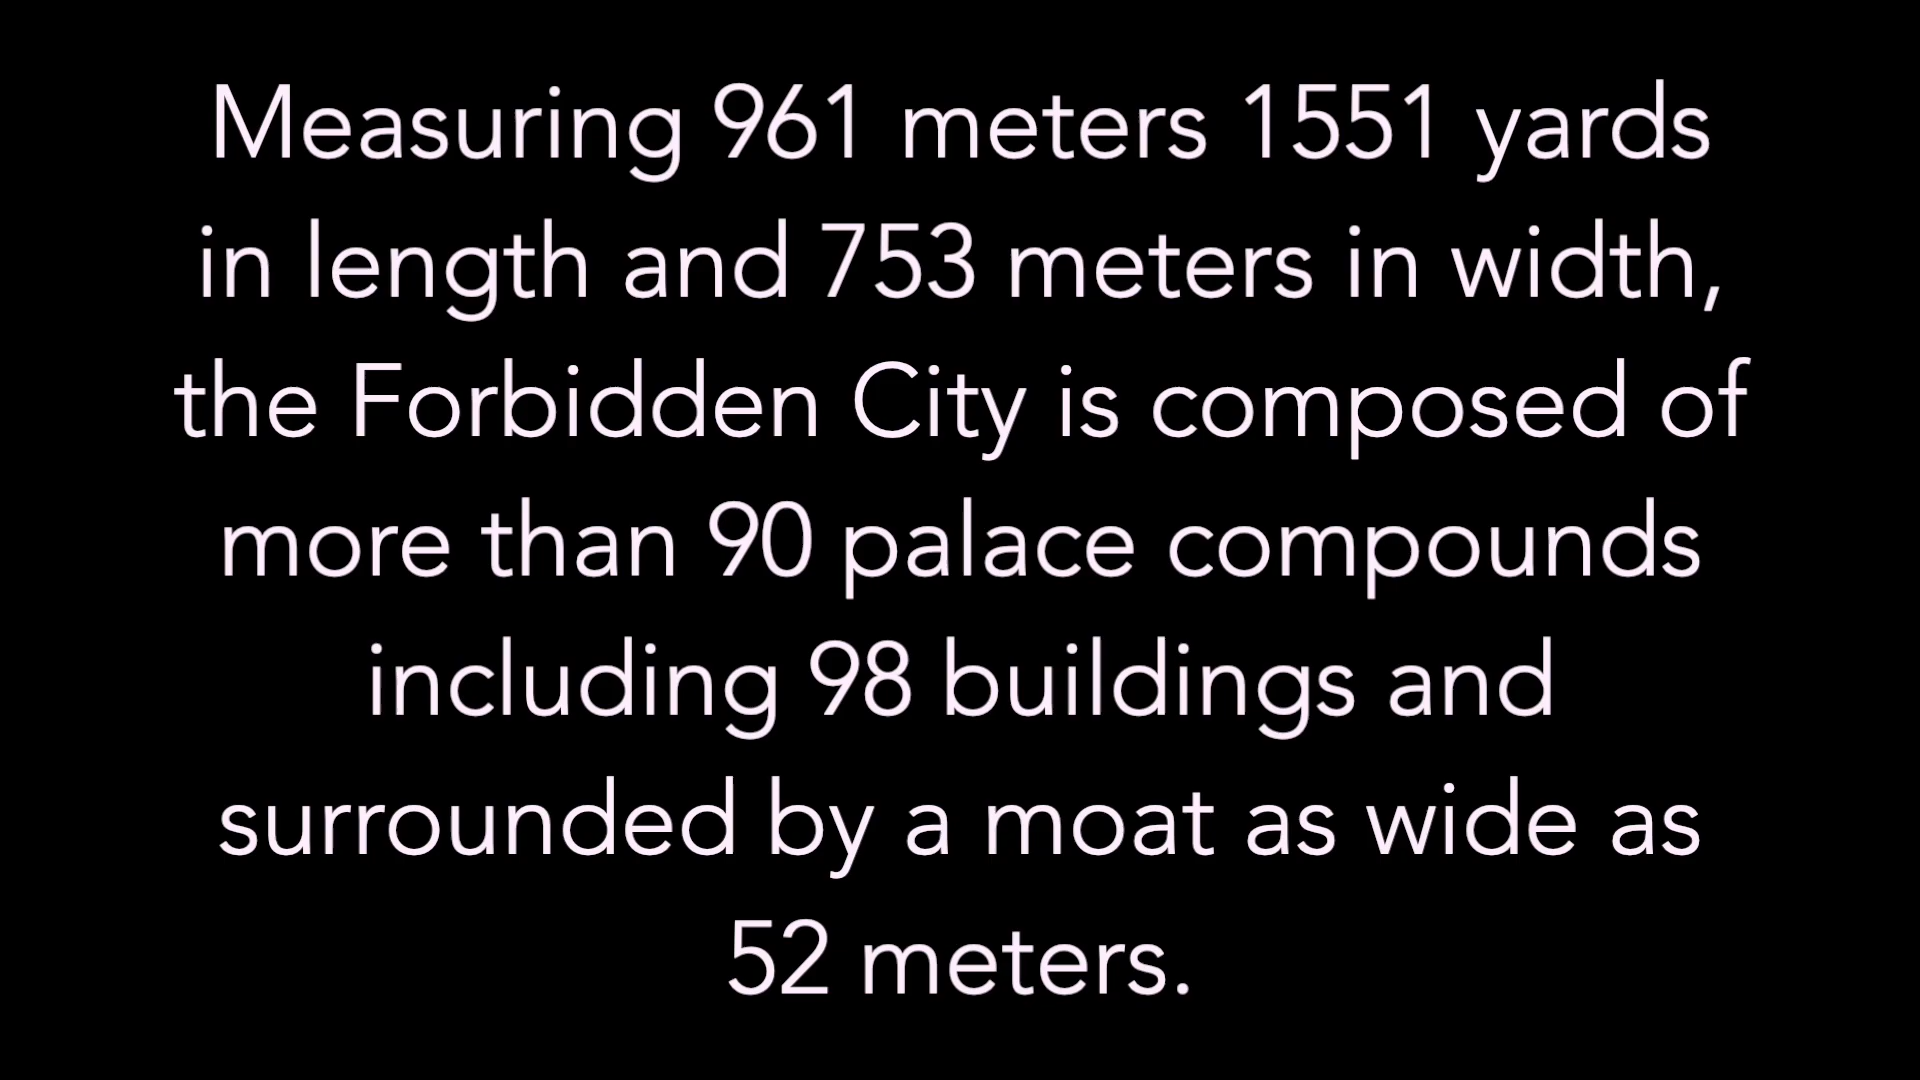 Measuring 961 meters 1551 yards
in length and 753 meters in width,
the Forbidden City is composed of
more than 90 palace compounds
including 98 buildings and
surrounded by a moat as wide as
52 meters.